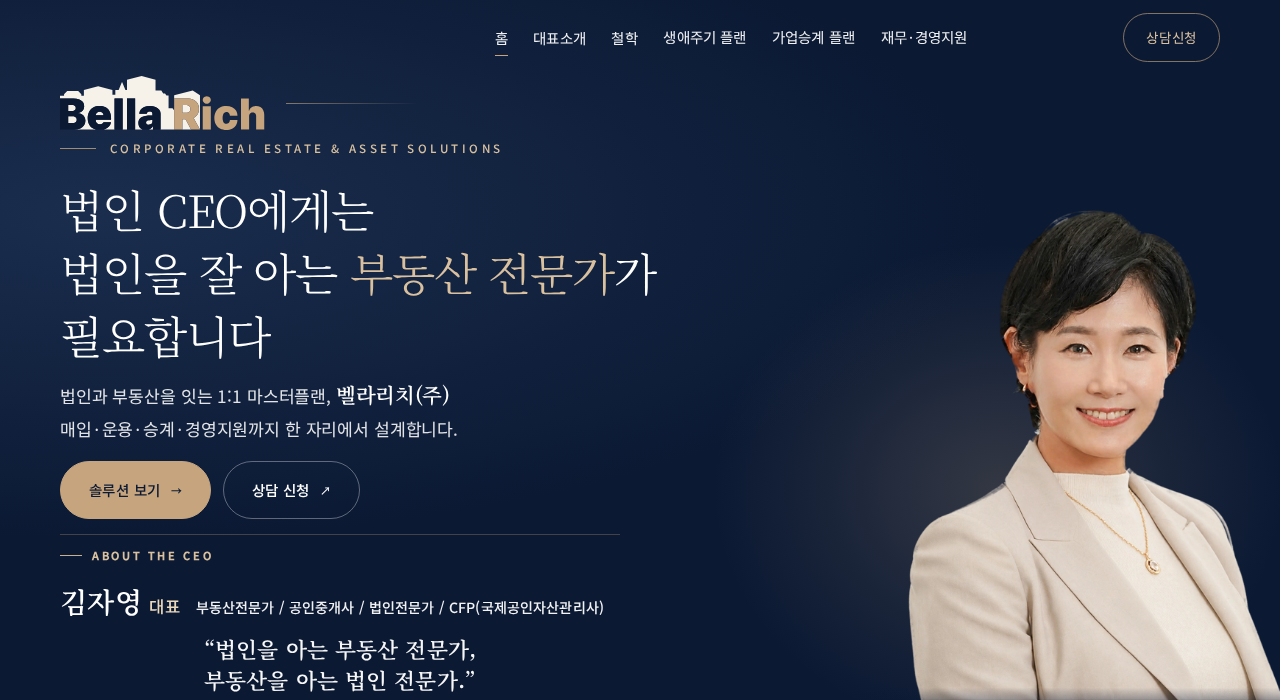 홈 대표소개 철학 생애주기 플랜 가업승계 플랜 재무·경영지원 상담신청
Bella Rich
CORPORATE REAL ESTATE & ASSET SOLUTIONS
법인 CEO에게는
법인을 잘 아는 부동산 전문가가
필요합니다
법인과 부동산을 잇는 1:1 마스터플랜, 벨라리치(주)
매입·운용·승계·경영지원까지 한 자리에서 설계합니다.
솔루션 보기 → 상담 신청 ↗
ABOUT THE CEO
김자영 대표 부동산전문가 / 공인중개사 / 법인전문가 / CFP(국제공인자산관리사)
“법인을 아는 부동산 전문가,
부동산을 아는 법인 전문가.”